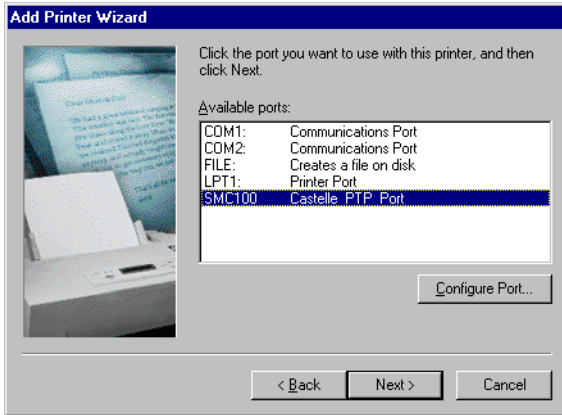 Add Printer Wizard
Click the port you want to use with this printer, and then
click Next.
Available ports:
COM1: Communications Port
COM2: Communications Port
FILE: Creates a file on disk
LPT1: Printer Port
SMC100 Castelle PTP Port
Configure Port...
< Back Next > Cancel